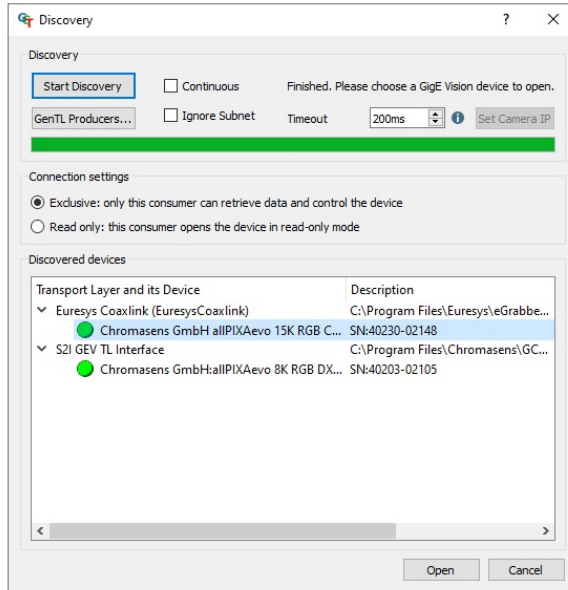 Discovery
Discovery
Start Discovery Continuous Finished. Please choose a GigE Vision device to open.
GenTL Producers... Ignore Subnet Timeout 200ms Set Camera IP
Connection settings
Exclusive: only this consumer can retrieve data and control the device
Read only: this consumer opens the device in read-only mode
Discovered devices
Transport Layer and its Device Description
Euresys Coaxlink (EuresysCoaxlink) C:\Program Files\Euresys\eGrabbe...
Chromasens GmbH allPIXAevo 15K RGB C... SN:40230-02148
S2I GEV TL Interface C:\Program Files\Chromasens\GC...
Chromasens GmbH:allPIXAevo 8K RGB DX... SN:40203-02105
Open Cancel